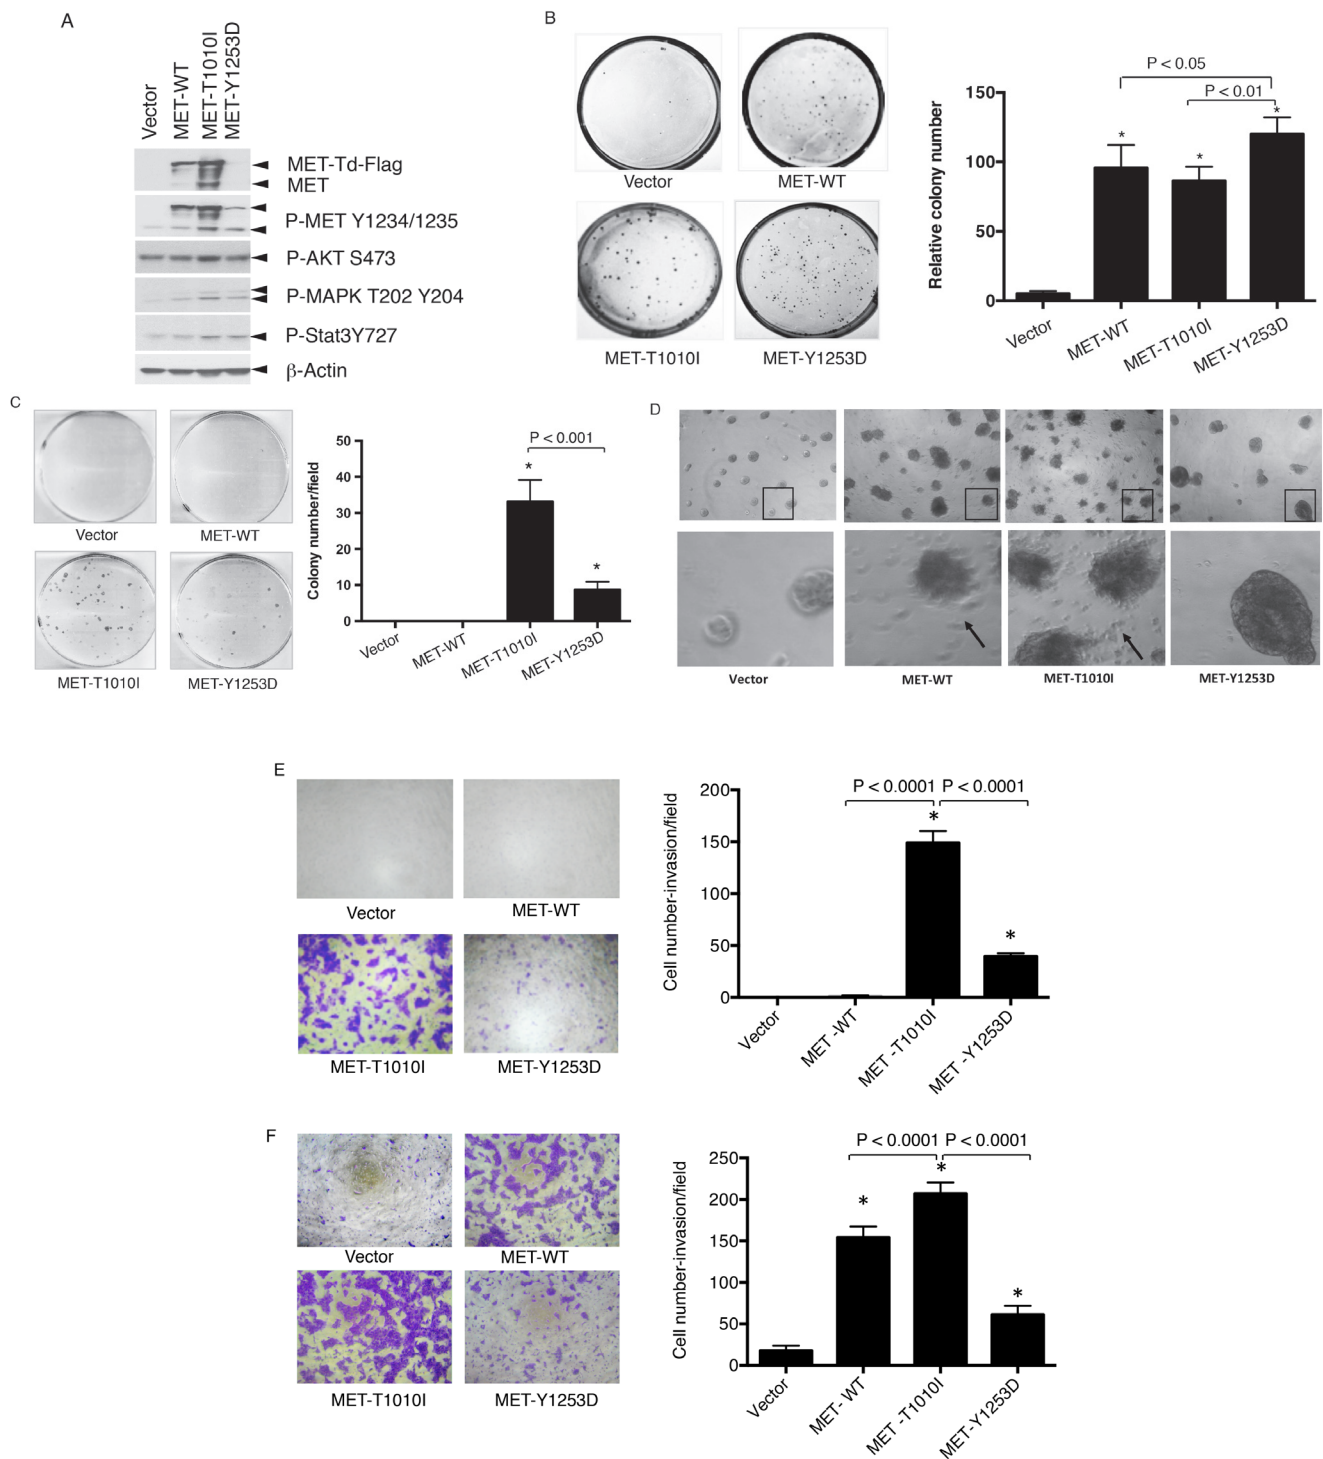 A
Vector
MET-WT
MET-T1010I
MET-Y1253D
MET-Td-Flag
MET
P-MET Y1234/1235
P-AKT S473
P-MAPK T202 Y204
P-Stat3Y727
β-Actin
B
Vector
MET-WT
MET-T1010I
MET-Y1253D
P < 0.05
P < 0.01
Relative colony number
150
100
50
0
*
*
*
Vector
MET-WT
MET-T1010I
MET-Y1253D
C
Vector
MET-WT
MET-T1010I
MET-Y1253D
P < 0.001
Colony number/field
50
40
30
20
10
0
*
*
Vector
MET-WT
MET-T1010I
MET-Y1253D
D
Vector
MET-WT
MET-T1010I
MET-Y1253D
E
Vector
MET-WT
MET-T1010I
MET-Y1253D
P < 0.0001
P < 0.0001
Cell number-invasion/field
200
150
100
50
0
*
*
Vector
MET -WT
MET -T1010I
MET -Y1253D
F
Vector
MET-WT
MET-T1010I
MET-Y1253D
P < 0.0001
P < 0.0001
Cell number-invasion/field
250
200
150
100
50
0
*
*
*
Vector
MET- WT
MET -T1010I
MET-Y1253D